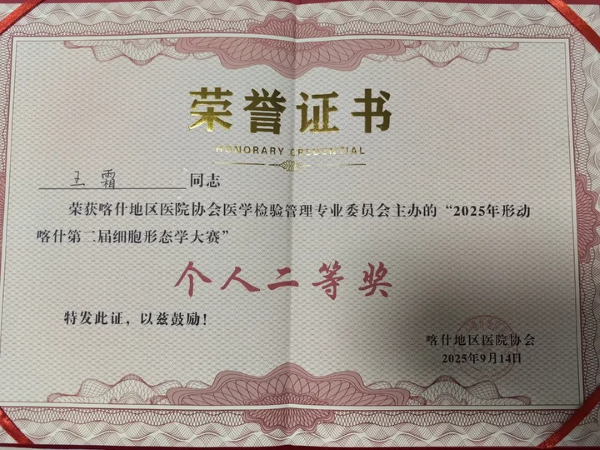 荣誉证书
HONORARY CREDENTIAL
王霜 同志
荣获喀什地区医院协会医学检验管理专业委员会主办的“2025年形动
喀什第二届细胞形态学大赛”
个人二等奖
特发此证，以兹鼓励！
喀什地区医院协会
2025年9月14日